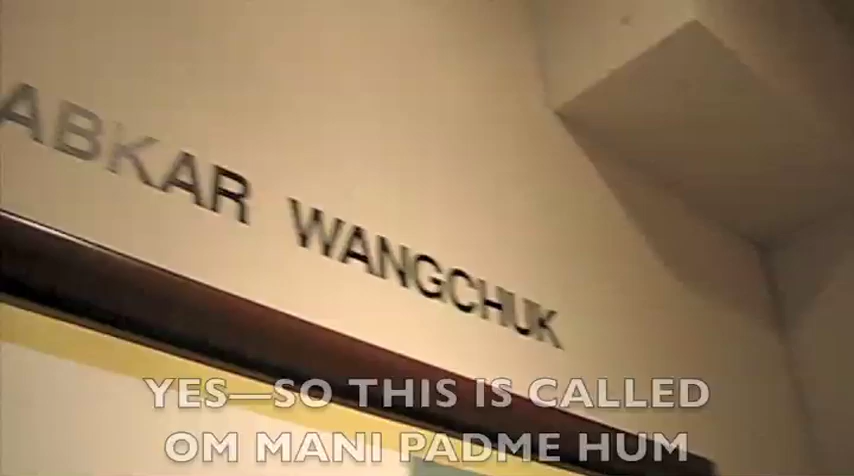 ABKAR WANGCHUK
YES—SO THIS IS CALLED
OM MANI PADME HUM